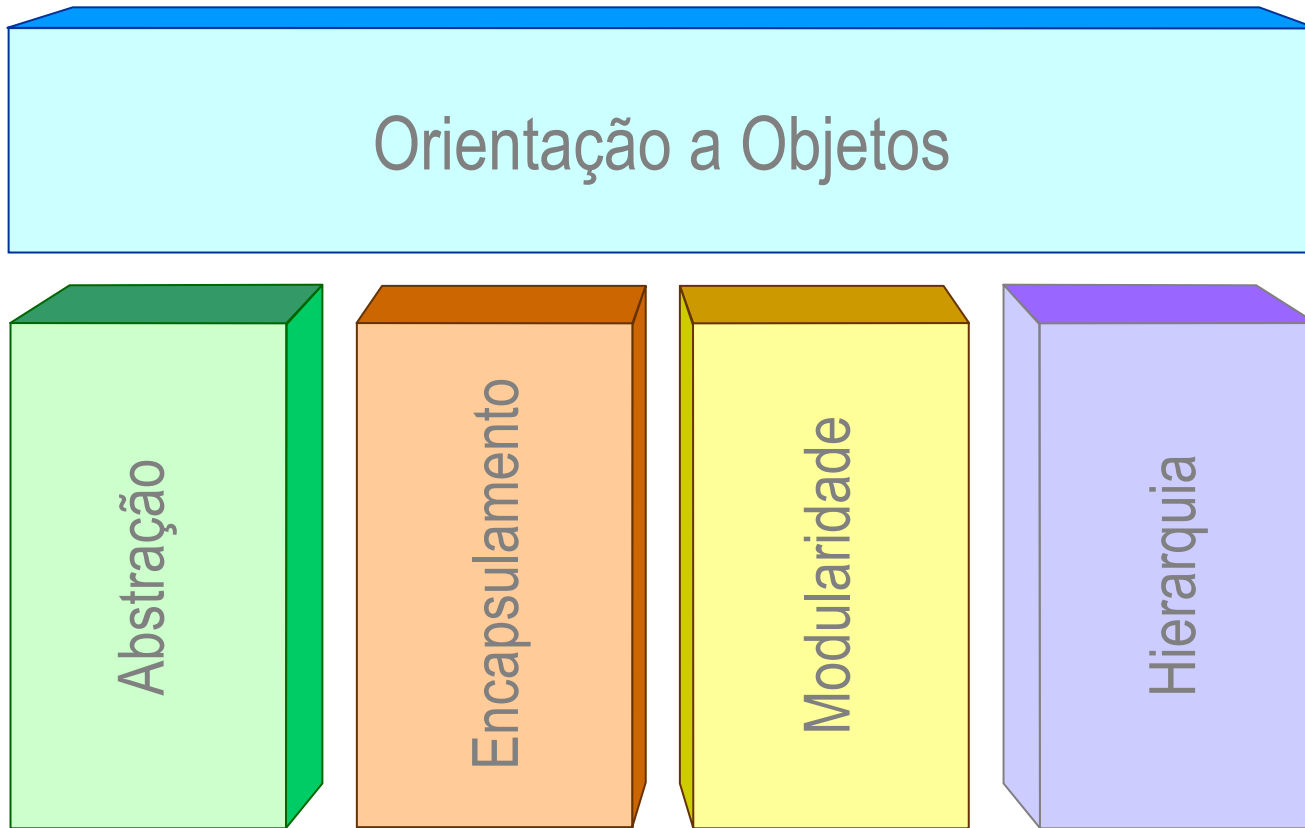 Orientação a Objetos
Abstração
Encapsulamento
Modularidade
Hierarquia